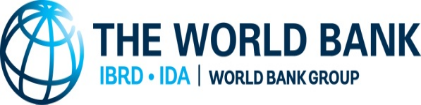 THE WORLD BANK
IBRD • IDA | WORLD BANK GROUP